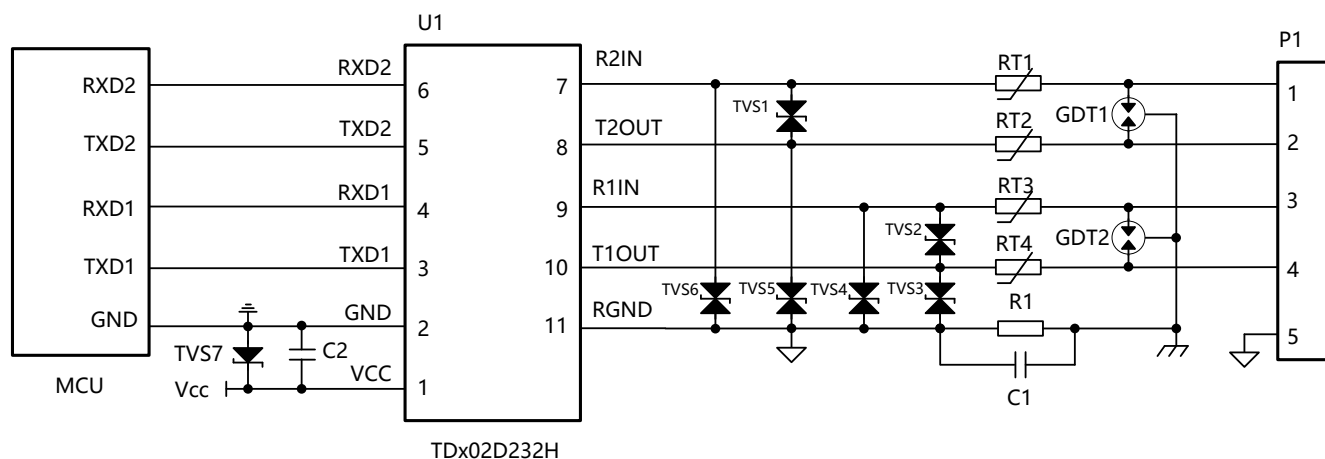 U1
P1
RXD2
RXD2
6
7
R2IN
RT1
1
TVS1
GDT1
TXD2
TXD2
5
8
T2OUT
RT2
2
RXD1
RXD1
4
9
R1IN
RT3
3
TVS2
GDT2
TXD1
TXD1
3
10
T1OUT
RT4
4
TVS6
TVS5
TVS4
TVS3
GND
GND
2
11
RGND
R1
5
TVS7
C2
VCC
1
Vcc
C1
MCU
TDx02D232H